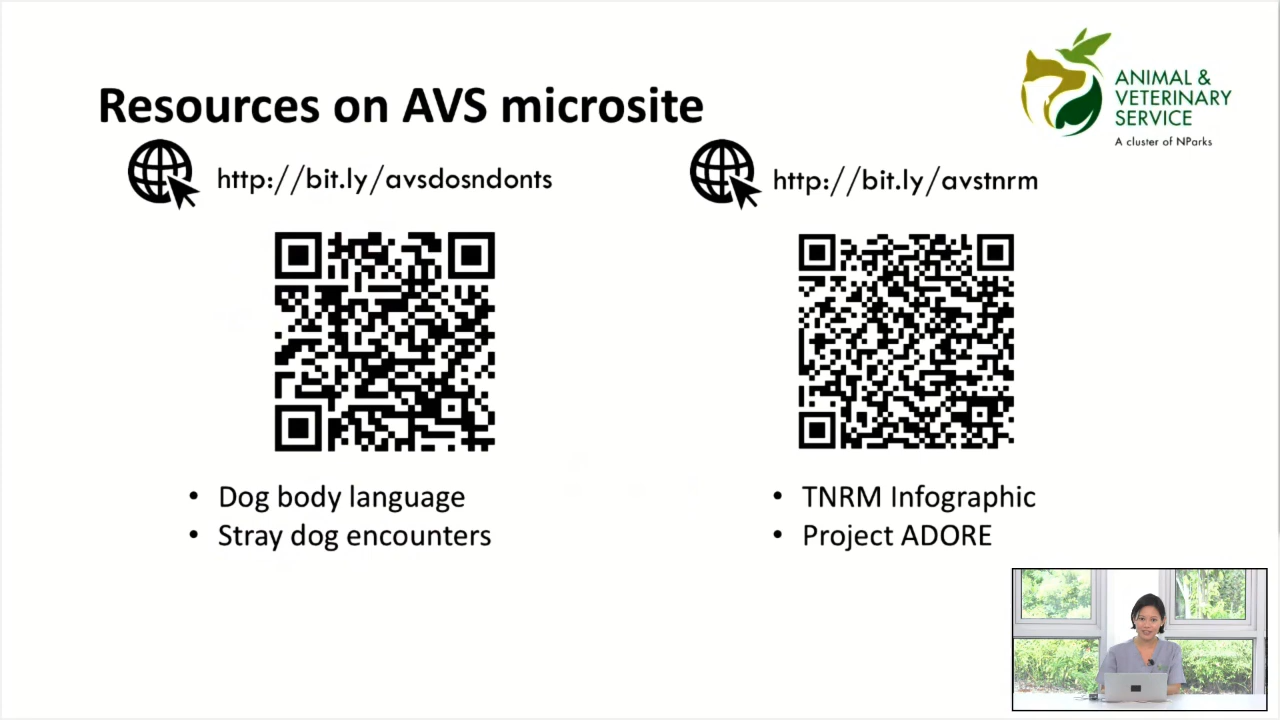 Resources on AVS microsite
ANIMAL &
VETERINARY
SERVICE
A cluster of NParks
http://bit.ly/avsdosndonts
http://bit.ly/avstnrm
• Dog body language
• Stray dog encounters
• TNRM Infographic
• Project ADORE